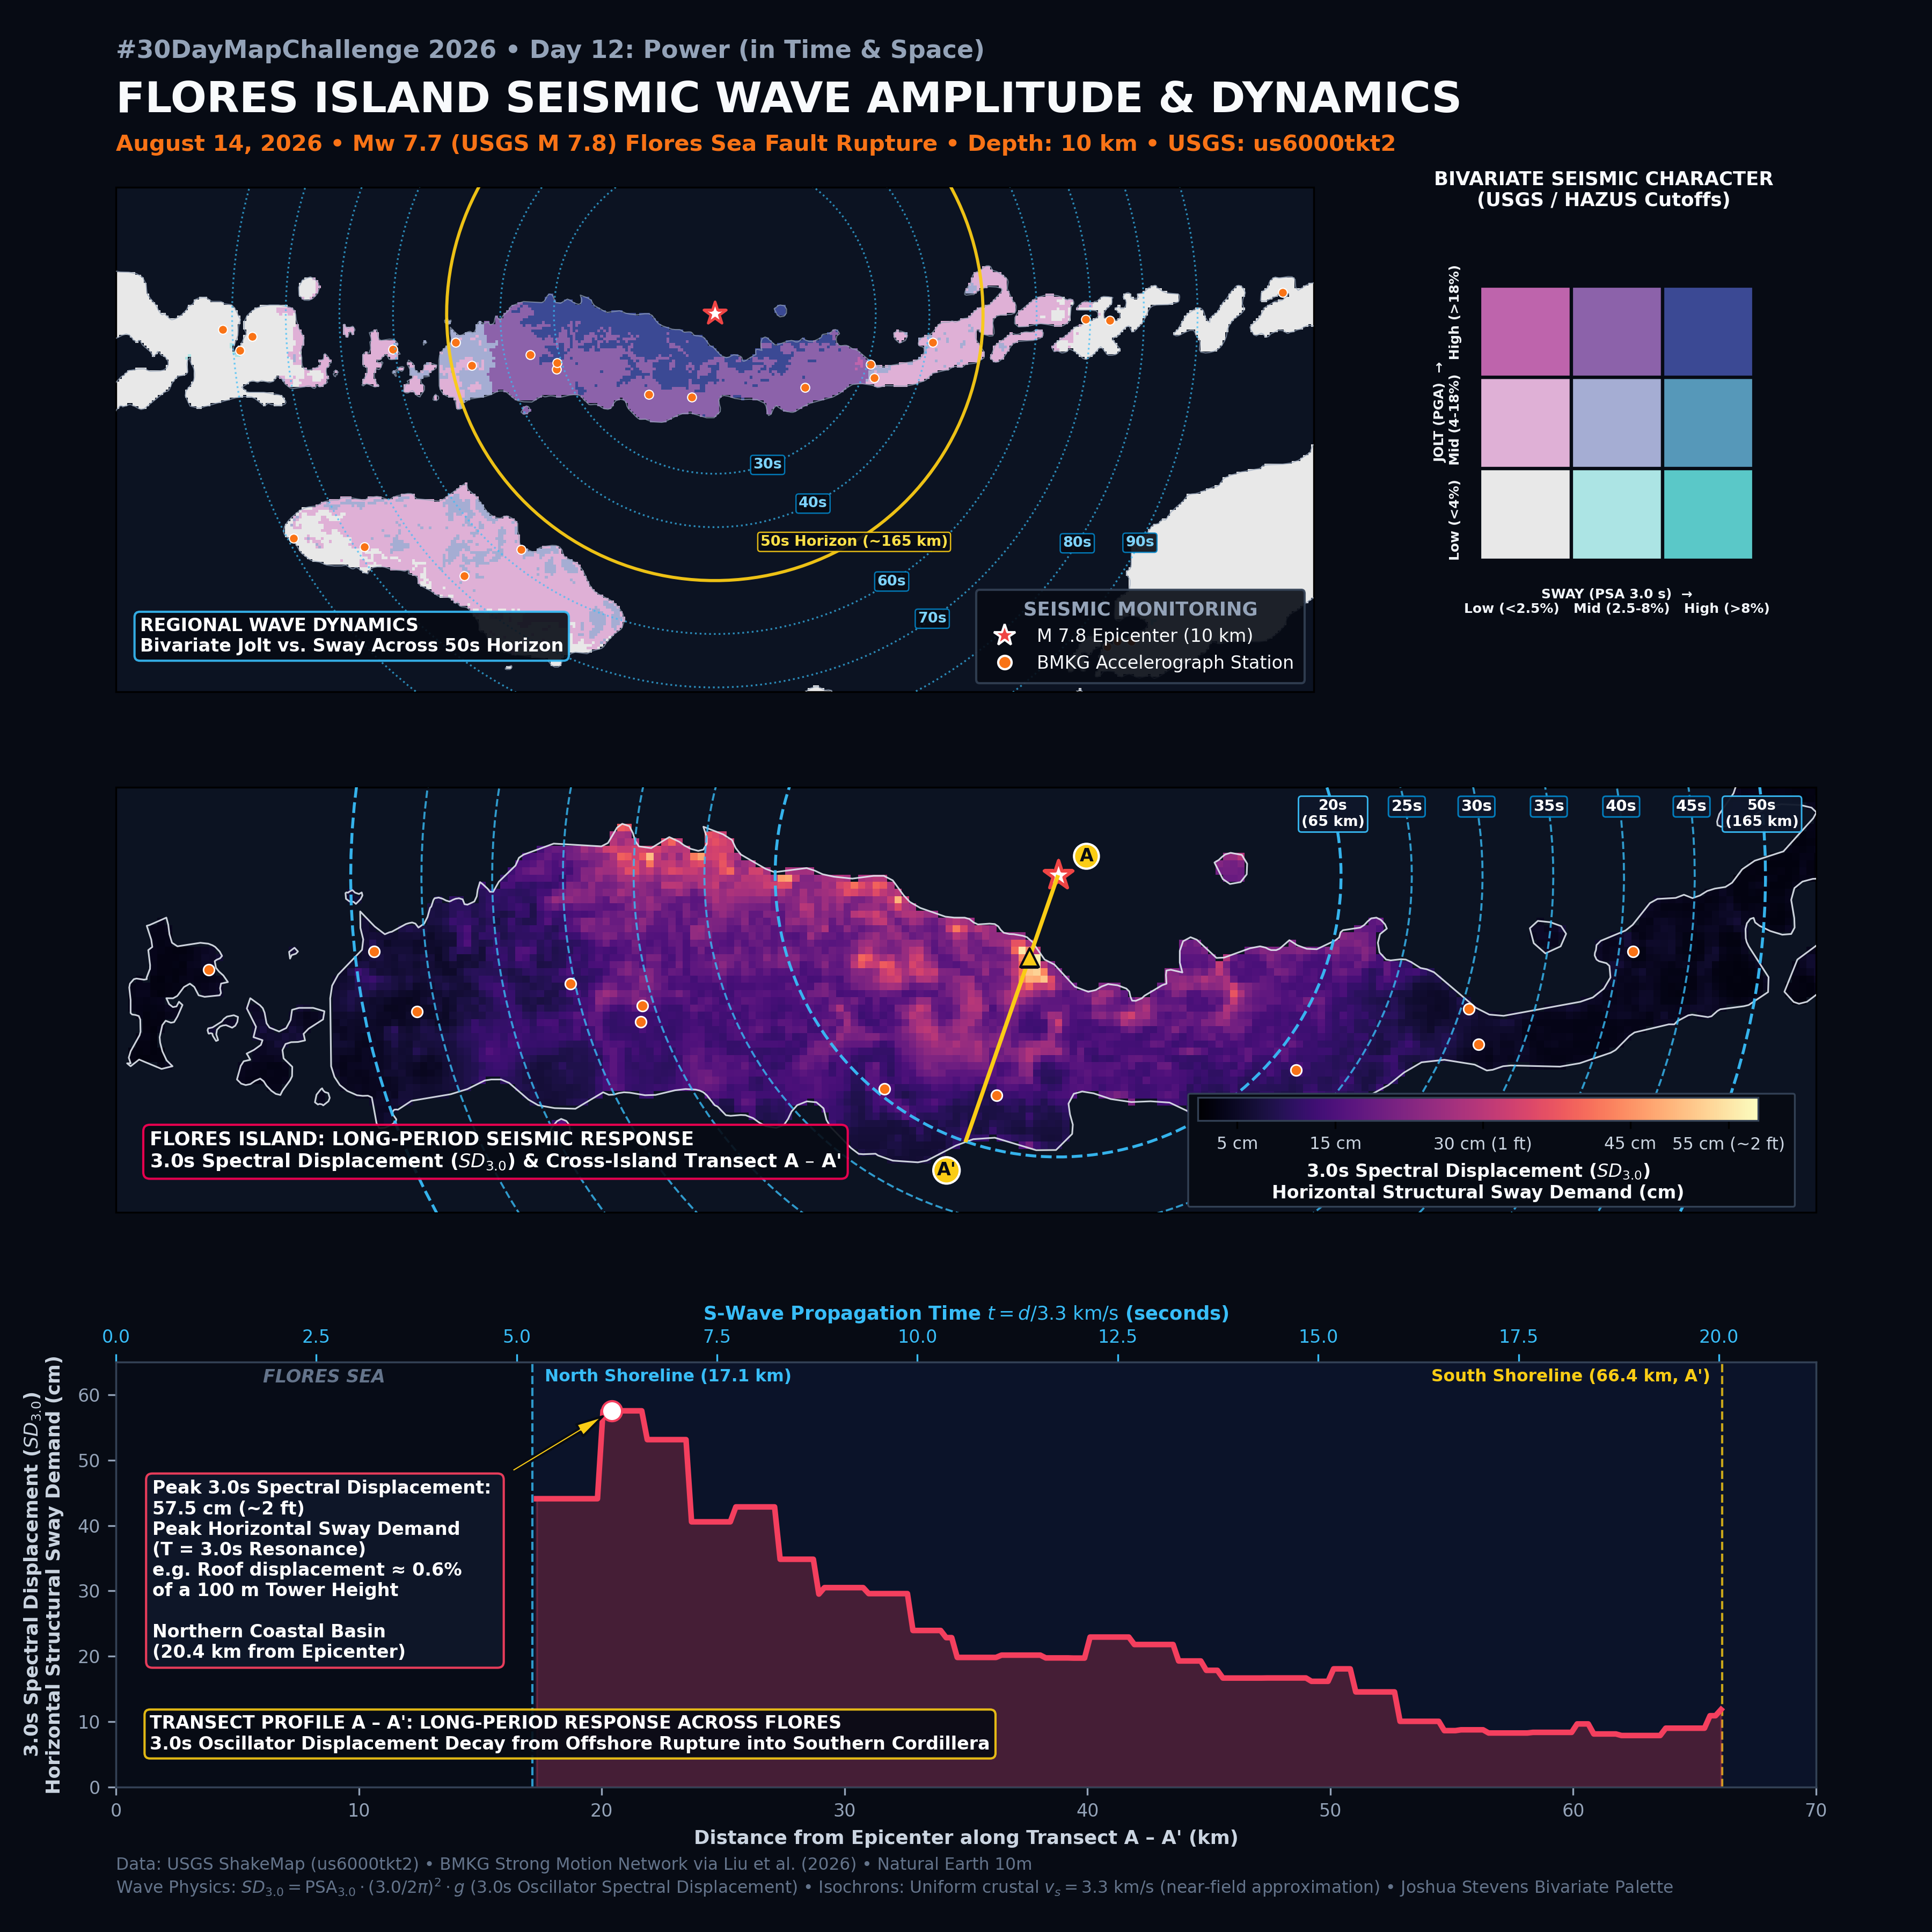 #30DayMapChallenge 2026 • Day 12: Power (in Time & Space)
FLORES ISLAND SEISMIC WAVE AMPLITUDE & DYNAMICS
August 14, 2026 • Mw 7.7 (USGS M 7.8) Flores Sea Fault Rupture • Depth: 10 km • USGS: us6000tkt2
30s
40s
50s Horizon (~165 km)
60s
70s
80s
90s
REGIONAL WAVE DYNAMICS
Bivariate Jolt vs. Sway Across 50s Horizon
SEISMIC MONITORING
M 7.8 Epicenter (10 km)
BMKG Accelerograph Station
BIVARIATE SEISMIC CHARACTER
(USGS / HAZUS Cutoffs)
JOLT (PGA) →
Low (<4%) Mid (4-18%) High (>18%)
SWAY (PSA 3.0 s) →
Low (<2.5%) Mid (2.5-8%) High (>8%)
20s
(65 km)
25s
30s
35s
40s
45s
50s
(165 km)
A
A'
FLORES ISLAND: LONG-PERIOD SEISMIC RESPONSE
3.0s Spectral Displacement (SD3.0) & Cross-Island Transect A – A'
5 cm 15 cm 30 cm (1 ft) 45 cm 55 cm (~2 ft)
3.0s Spectral Displacement (SD3.0)
Horizontal Structural Sway Demand (cm)
S-Wave Propagation Time t = d/3.3 km/s (seconds)
0.0 2.5 5.0 7.5 10.0 12.5 15.0 17.5 20.0
FLORES SEA
North Shoreline (17.1 km)
South Shoreline (66.4 km, A')
3.0s Spectral Displacement (SD3.0)
Horizontal Structural Sway Demand (cm)
60
50
40
30
20
10
0
Peak 3.0s Spectral Displacement:
57.5 cm (~2 ft)
Peak Horizontal Sway Demand
(T = 3.0s Resonance)
e.g. Roof displacement ≈ 0.6%
of a 100 m Tower Height
Northern Coastal Basin
(20.4 km from Epicenter)
TRANSECT PROFILE A – A': LONG-PERIOD RESPONSE ACROSS FLORES
3.0s Oscillator Displacement Decay from Offshore Rupture into Southern Cordillera
0 10 20 30 40 50 60 70
Distance from Epicenter along Transect A – A' (km)
Data: USGS ShakeMap (us6000tkt2) • BMKG Strong Motion Network via Liu et al. (2026) • Natural Earth 10m
Wave Physics: SD3.0 = PSA3.0 · (3.0/2π)² · g (3.0s Oscillator Spectral Displacement) • Isochrons: Uniform crustal vs = 3.3 km/s (near-field approximation) • Joshua Stevens Bivariate Palette